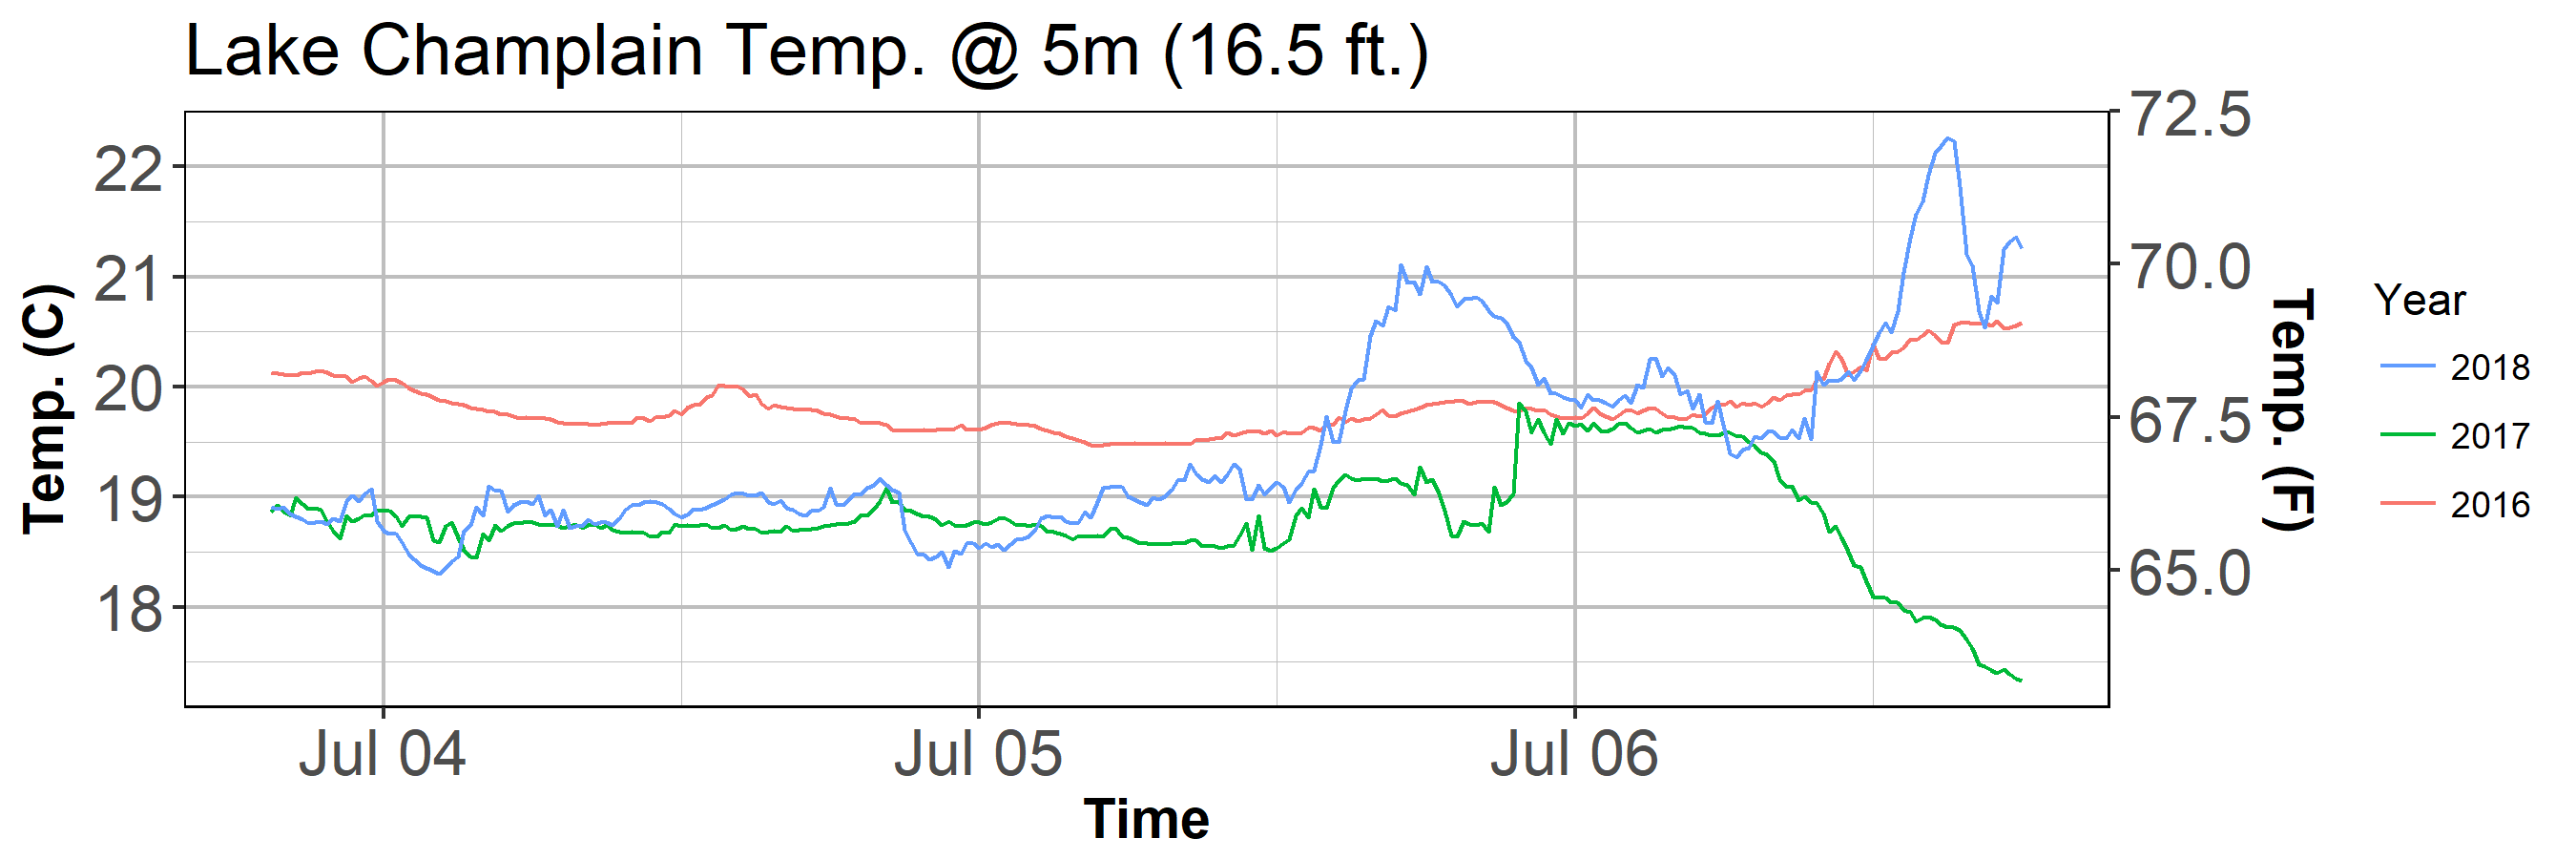 Lake Champlain Temp. @ 5m (16.5 ft.)
Temp. (C)
22
21
20
19
18
72.5
70.0
67.5
65.0
Temp. (F)
Jul 04
Jul 05
Jul 06
Time
Year
2018
2017
2016